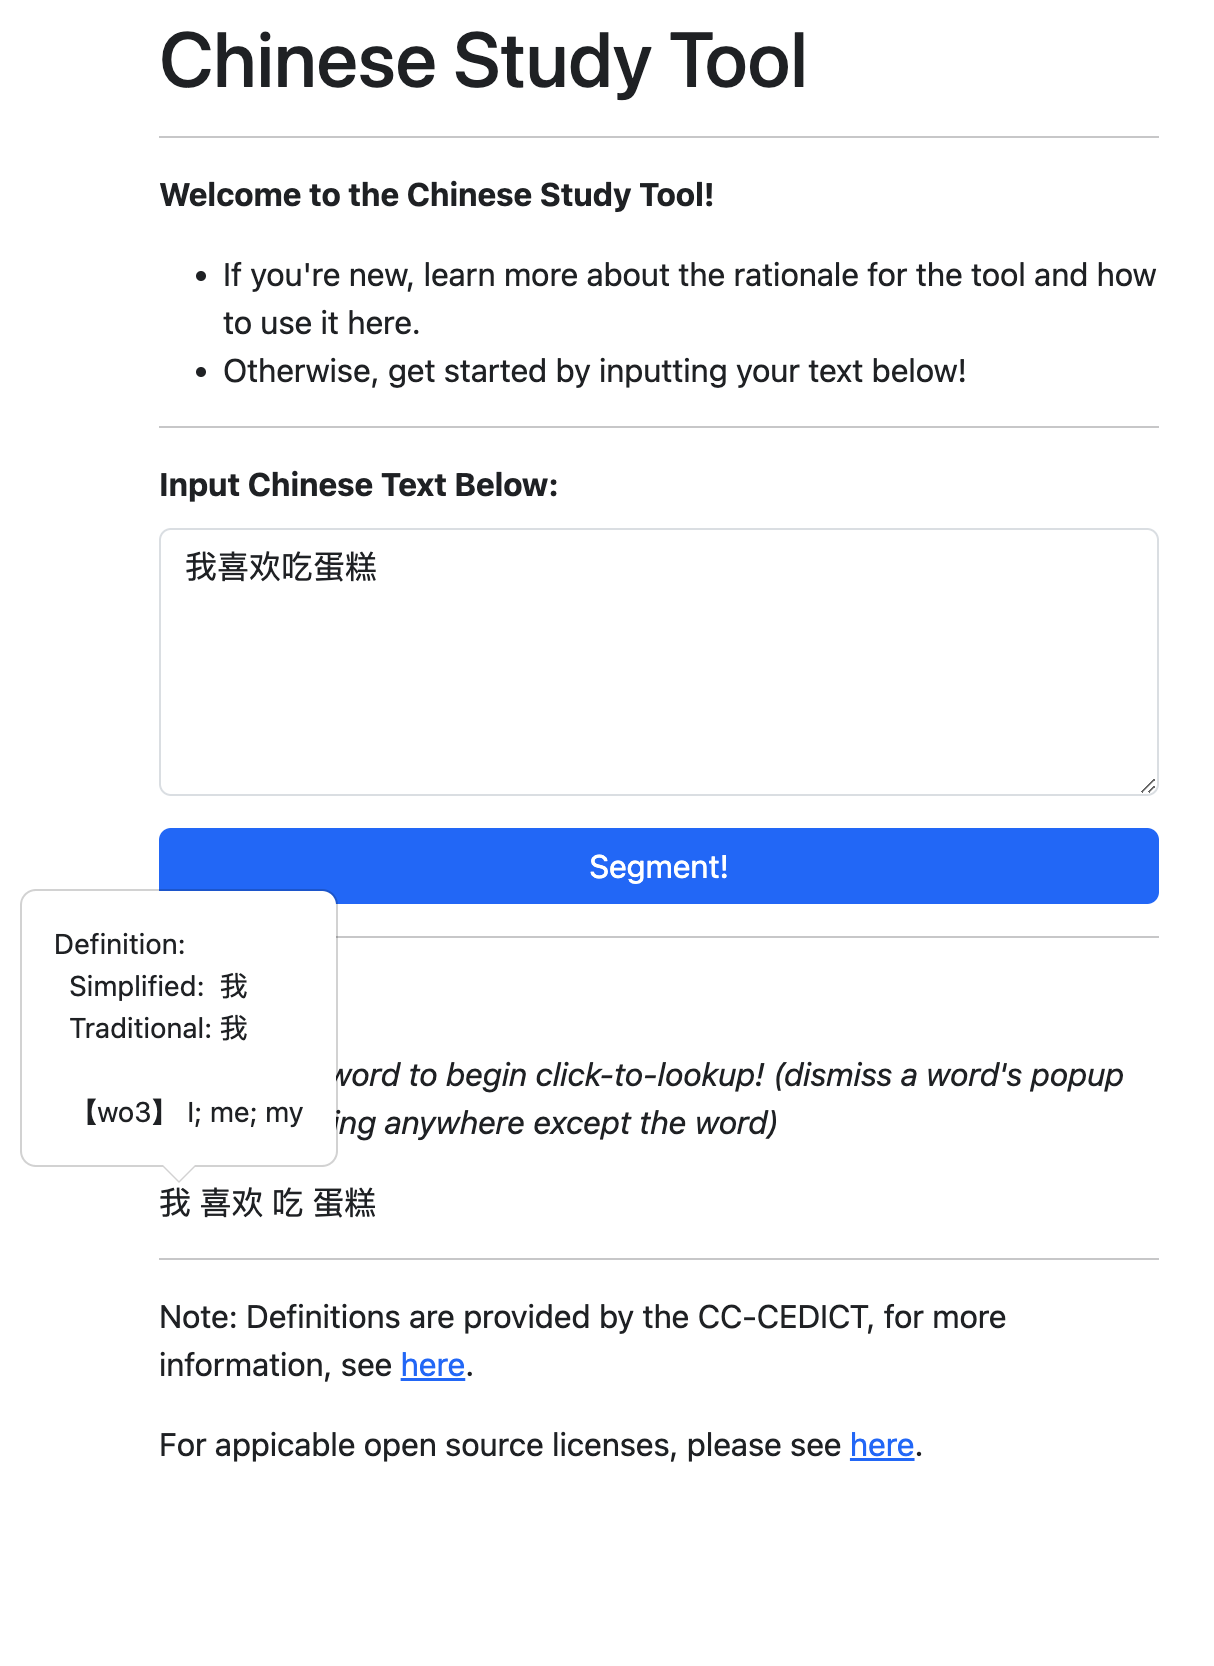 Chinese Study Tool
Welcome to the Chinese Study Tool!
If you're new, learn more about the rationale for the tool and how
to use it here.
Otherwise, get started by inputting your text below!
Input Chinese Text Below:
我喜欢吃蛋糕
Segment!
Definition:
Simplified: 我
Traditional: 我
【wo3】 I; me; my
word to begin click-to-lookup! (dismiss a word's popup
ing anywhere except the word)
我 喜欢 吃 蛋糕
Note: Definitions are provided by the CC-CEDICT, for more
information, see here.
For appicable open source licenses, please see here.